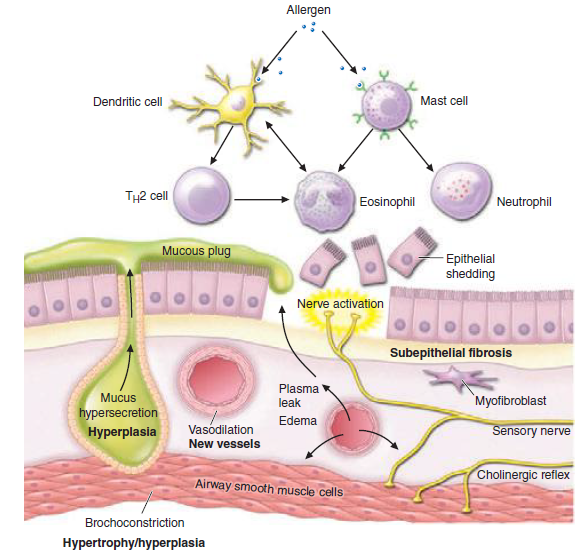 Allergen
Dendritic cell
Mast cell
TH2 cell
Eosinophil
Neutrophil
Mucous plug
Epithelial
shedding
Nerve activation
Subepithelial fibrosis
Myofibroblast
Plasma
leak
Edema
Mucus
hypersecretion
Hyperplasia
Vasodilation
New vessels
Sensory nerve
Cholinergic reflex
Airway smooth muscle cells
Brochoconstriction
Hypertrophy/hyperplasia